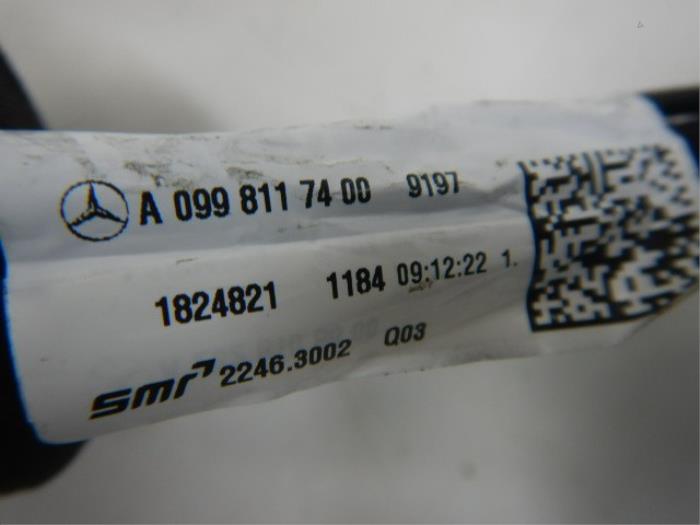 A 099 811 74 00 9197
1824821 1184 09:12:22 1.
smr 2246.3002 Q03